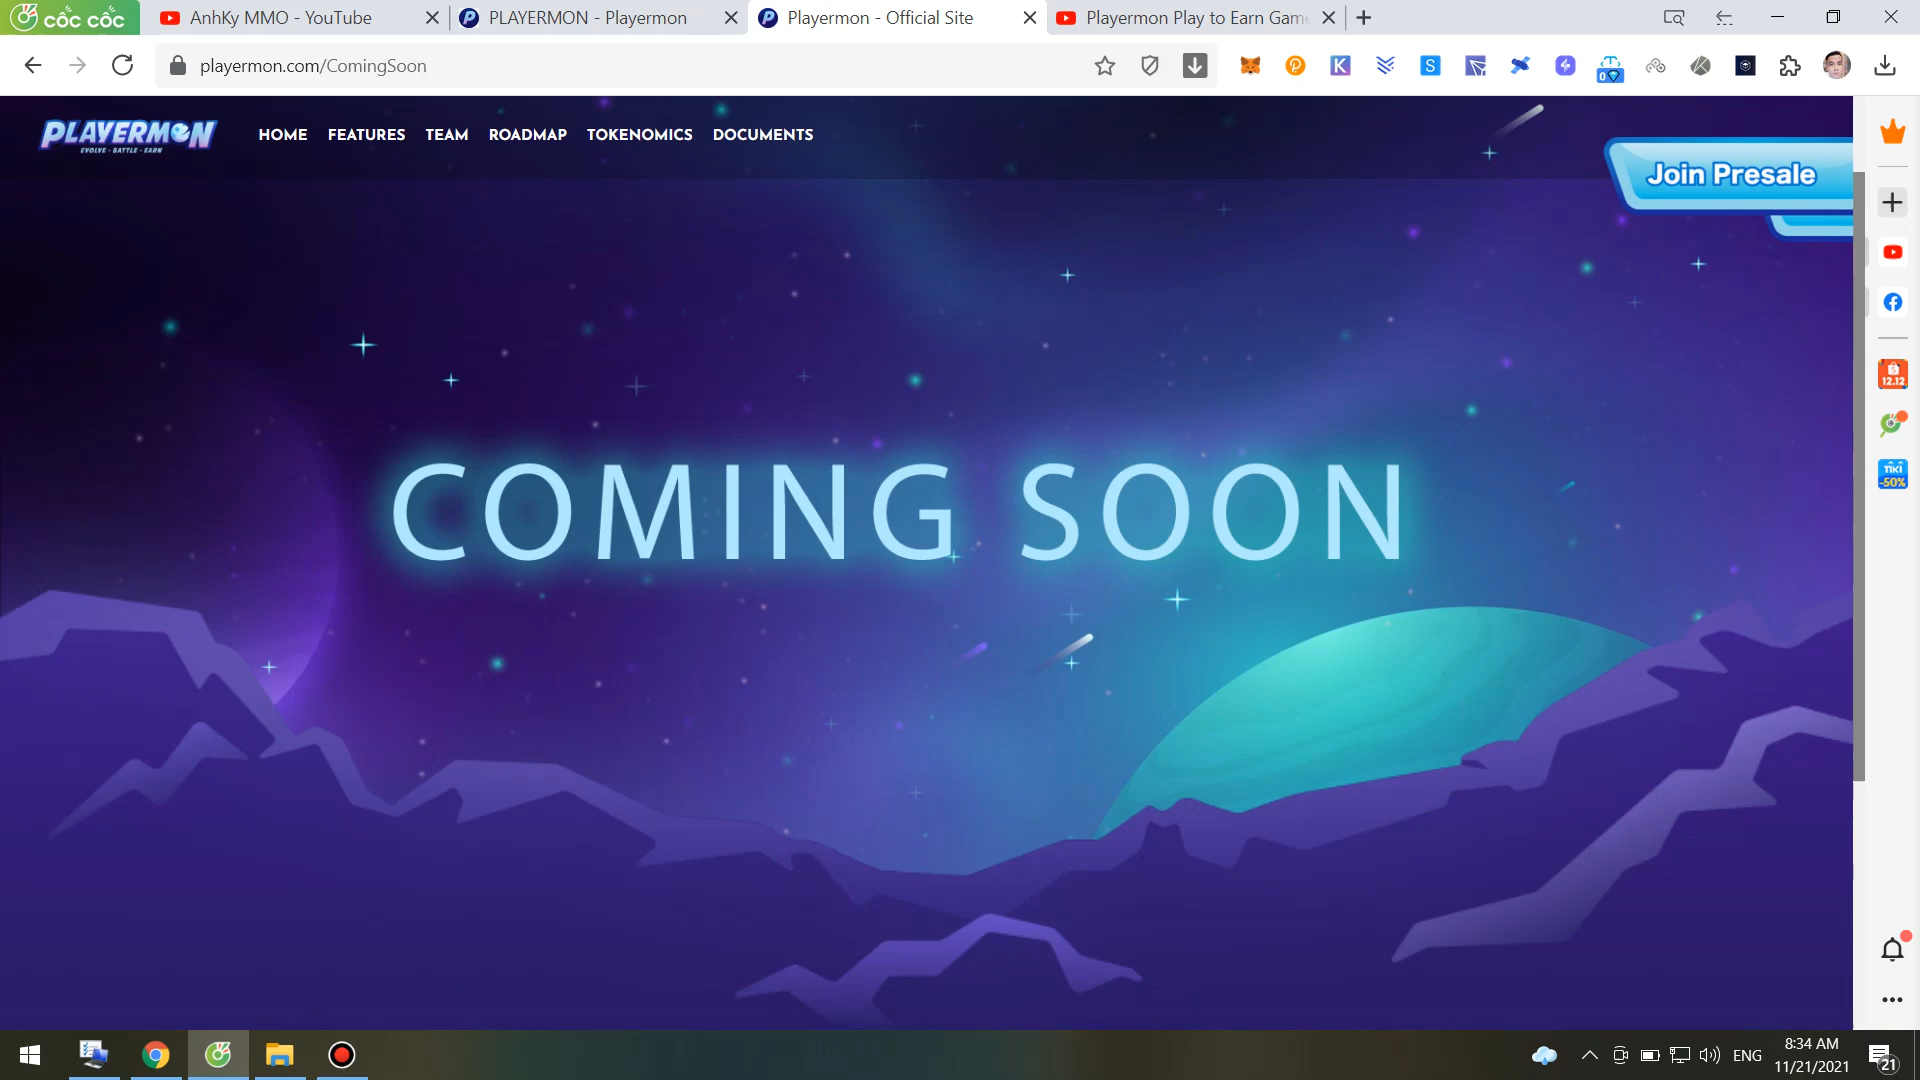 cốc cốc
AnhKy MMO - YouTube
PLAYERMON - Playermon
Playermon - Official Site
Playermon Play to Earn Game
playermon.com/ComingSoon
PLAYERMON
EVOLVE - BATTLE - EARN
HOME
FEATURES
TEAM
ROADMAP
TOKENOMICS
DOCUMENTS
Join Presale
COMING SOON
12.12
TIKI
-50%
0
ENG
8:34 AM
11/21/2021
21